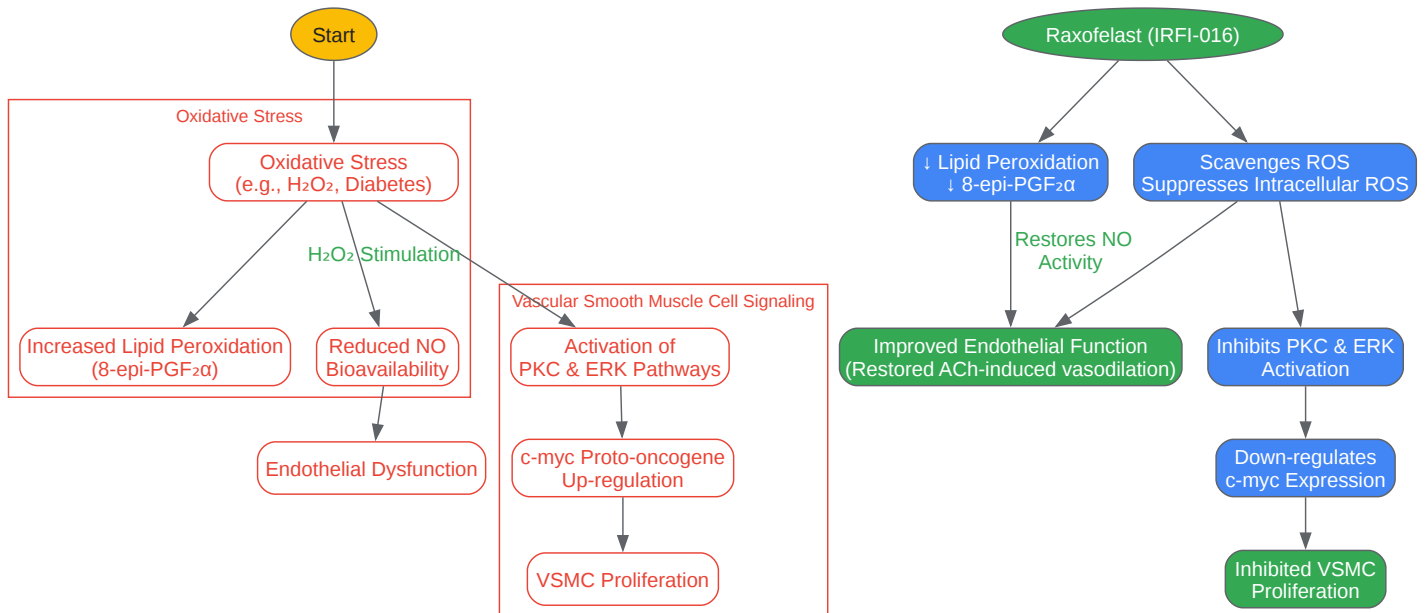 Start
Raxofelast (IRFI-016)
Oxidative Stress
Oxidative Stress
(e.g., H₂O₂, Diabetes)
↓ Lipid Peroxidation
↓ 8-epi-PGF₂α
Scavenges ROS
Suppresses Intracellular ROS
H₂O₂ Stimulation
Restores NO
Activity
Vascular Smooth Muscle Cell Signaling
Increased Lipid Peroxidation
(8-epi-PGF₂α)
Reduced NO
Bioavailability
Activation of
PKC & ERK Pathways
Improved Endothelial Function
(Restored ACh-induced vasodilation)
Inhibits PKC & ERK
Activation
Endothelial Dysfunction
c-myc Proto-oncogene
Up-regulation
Down-regulates
c-myc Expression
VSMC Proliferation
Inhibited VSMC
Proliferation